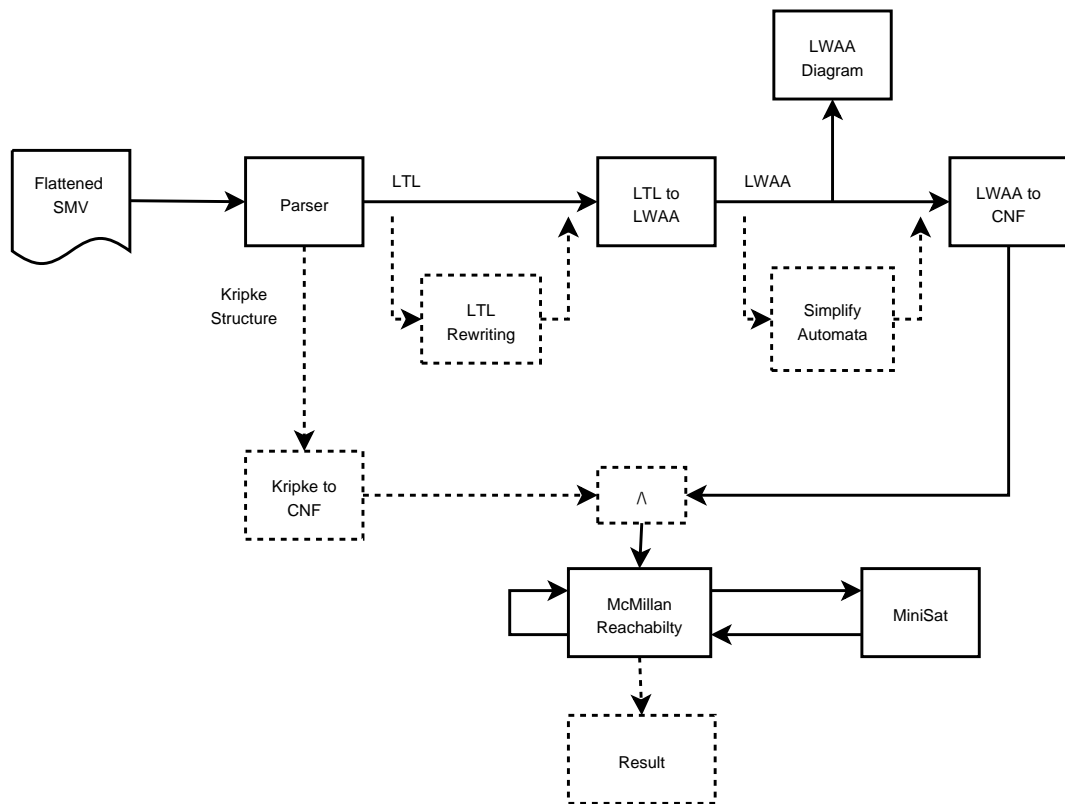 LWAA
Diagram
Flattened
SMV
Parser
LTL
LTL to
LWAA
LWAA
LWAA to
CNF
Kripke
Structure
LTL
Rewriting
Simplify
Automata
Kripke to
CNF
/\
McMillan
Reachabilty
MiniSat
Result